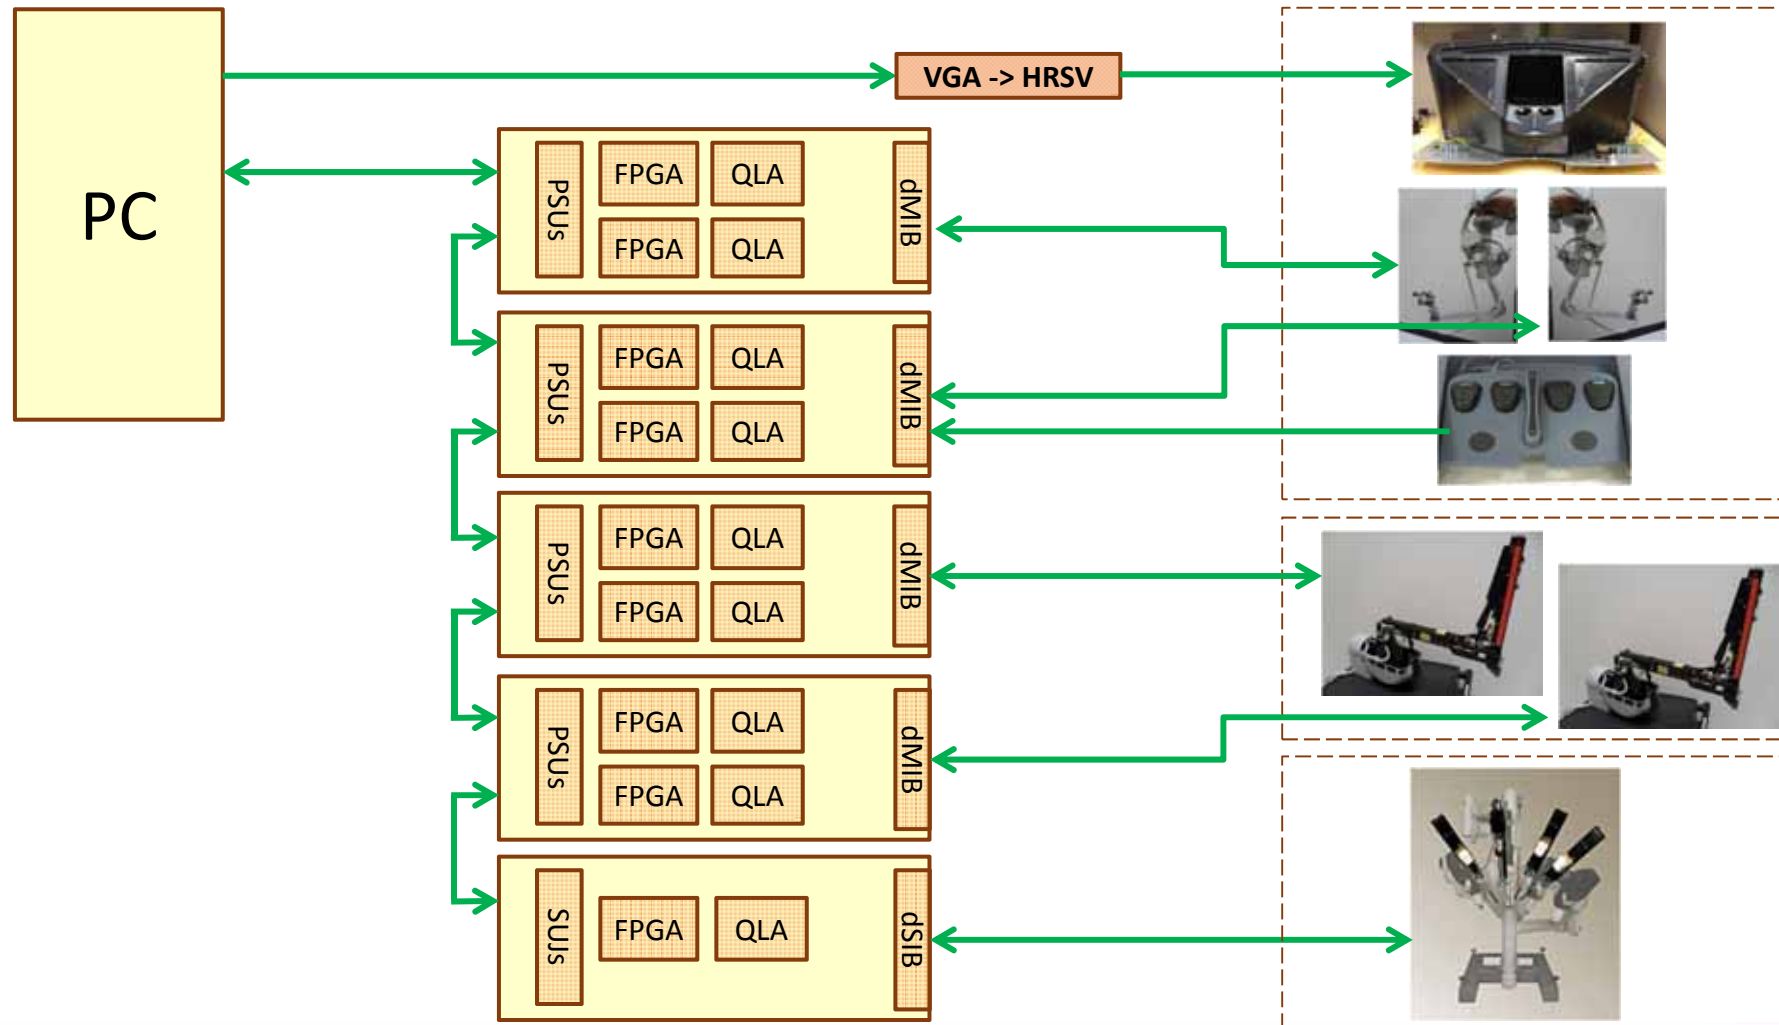 VGA -> HRSV
PC
PSUs
FPGA
QLA
FPGA
QLA
dMIB
PSUs
FPGA
QLA
FPGA
QLA
dMIB
PSUs
FPGA
QLA
FPGA
QLA
dMIB
PSUs
FPGA
QLA
FPGA
QLA
dMIB
SUJs
FPGA
QLA
dSIB